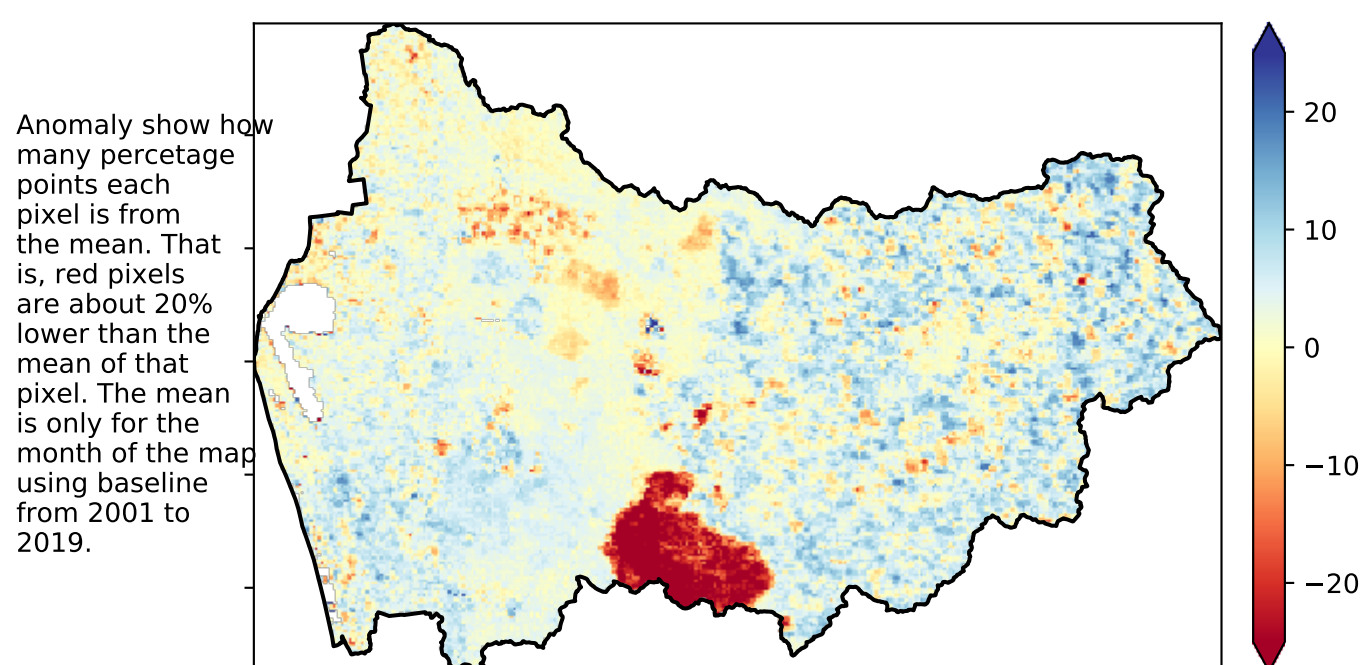 Anomaly show how
many percetage
points each
pixel is from
the mean. That
is, red pixels
are about 20%
lower than the
mean of that
pixel. The mean
is only for the
month of the map
using baseline
from 2001 to
2019.
20
10
0
−10
−20